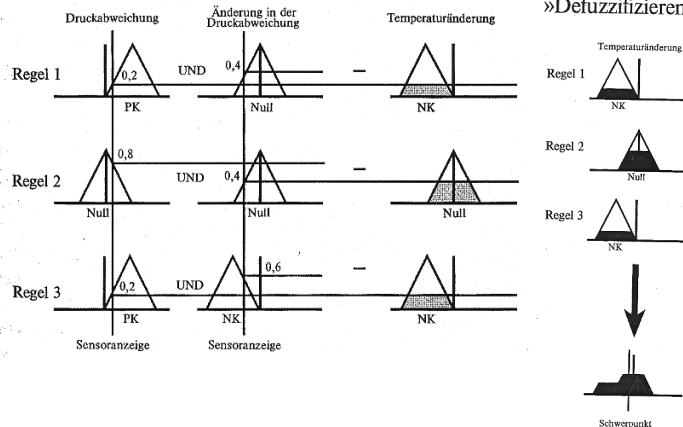 Druckabweichung
Änderung in der
Druckabweichung
Temperaturänderung
Regel 1
0,2
UND
0,4
PK
Null
NK
Regel 2
0,8
UND
0,4
Null
Null
Null
Regel 3
0,2
UND
0,6
PK
NK
NK
Sensoranzeige
Sensoranzeige
»Defuzzifizieren
Temperaturänderung
Regel 1
NK
Regel 2
Null
Regel 3
NK
Schwerpunkt